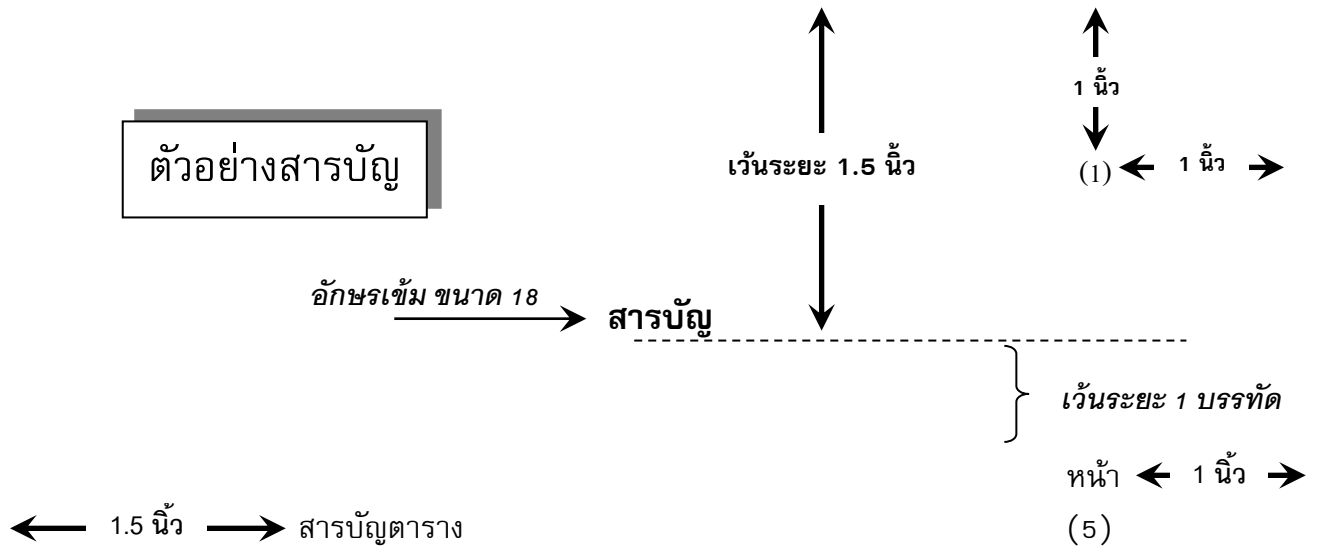 1 นิ้ว
ตัวอย่างสารบัญ
เว้นระยะ 1.5 นิ้ว
(1)
1 นิ้ว
อักษรเข้ม ขนาด 18
สารบัญ
เว้นระยะ 1 บรรทัด
หน้า
1 นิ้ว
1.5 นิ้ว
สารบัญตาราง
(5)